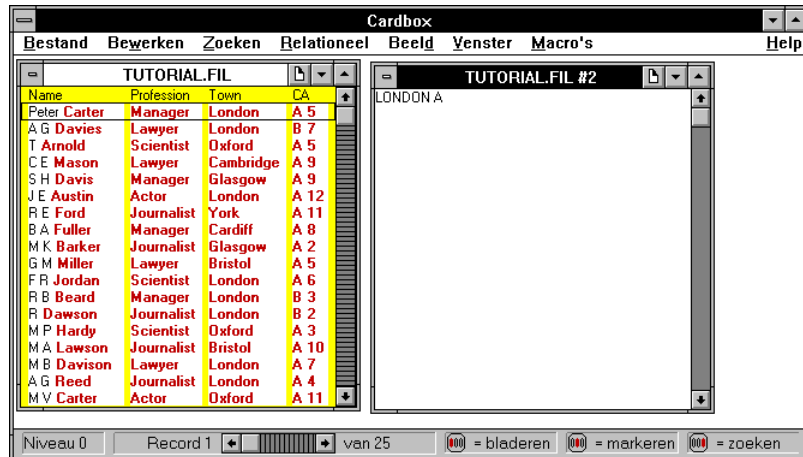 Cardbox
Bestand Bewerken Zoeken Relationeel Beeld Venster Macro's Help
TUTORIAL.FIL
Name Profession Town CA
Peter Carter Manager London A 5
A G Davies Lawyer London B 7
T Arnold Scientist Oxford A 5
C E Mason Lawyer Cambridge A 9
S H Davis Manager Glasgow A 9
J E Austin Actor London A 12
R E Ford Journalist York A 11
B A Fuller Manager Cardiff A 8
M K Barker Journalist Glasgow A 2
G M Miller Lawyer Bristol A 5
F R Jordan Scientist London A 6
R B Beard Manager London B 3
R Dawson Journalist London B 2
M P Hardy Scientist Oxford A 3
M A Lawson Journalist Bristol A 10
M B Davison Lawyer London A 7
A G Reed Journalist London A 4
M V Carter Actor Oxford A 11
TUTORIAL.FIL #2
LONDON A
Niveau 0 Record 1 van 25 = bladeren = markeren = zoeken